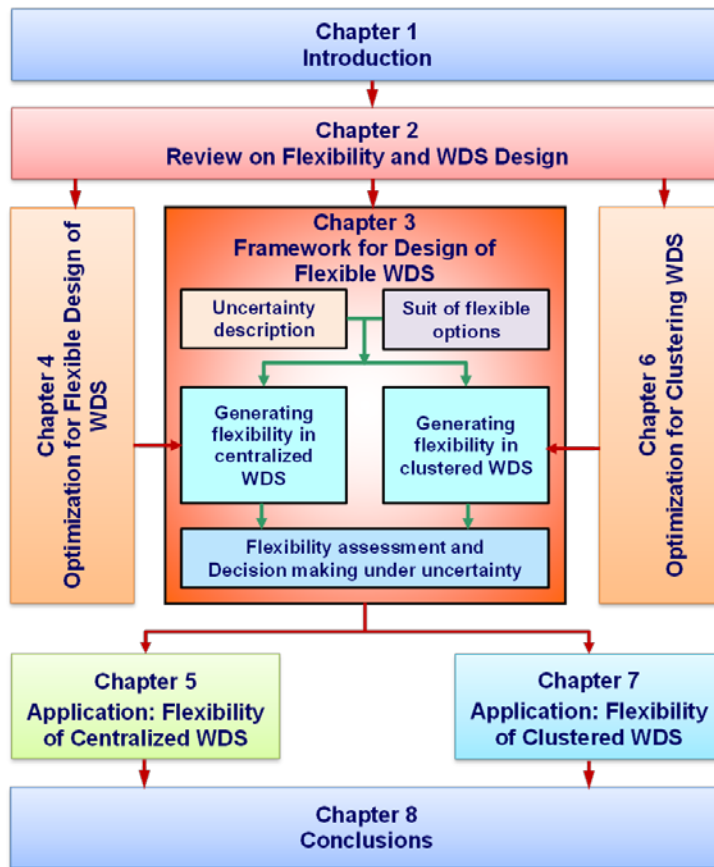 Chapter 1
Introduction
Chapter 2
Review on Flexibility and WDS Design
Chapter 4
Optimization for Flexible Design of
WDS
Chapter 3
Framework for Design of
Flexible WDS
Uncertainty
description
Suit of flexible
options
Generating
flexibility in
centralized
WDS
Generating
flexibility in
clustered WDS
Flexibility assessment and
Decision making under uncertainty
Chapter 6
Optimization for Clustering WDS
Chapter 5
Application: Flexibility
of Centralized WDS
Chapter 7
Application: Flexibility
of Clustered WDS
Chapter 8
Conclusions